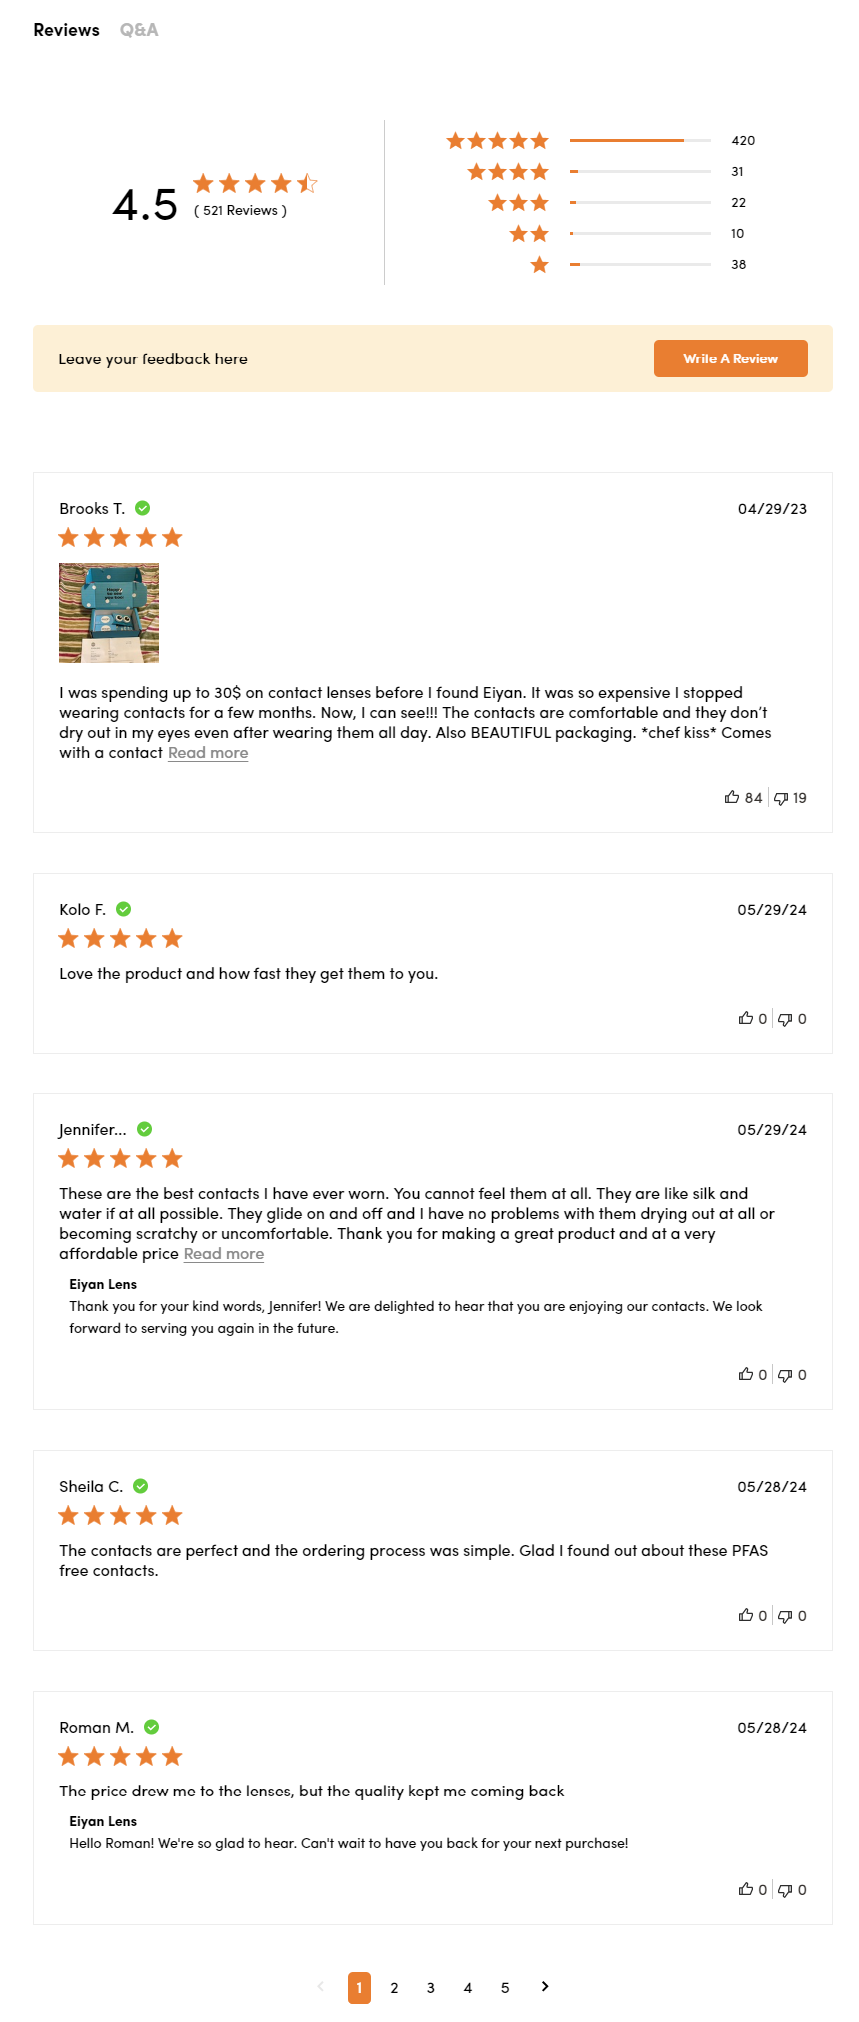 Reviews Q&A
4.5
( 521 Reviews )
420
31
22
10
38
Leave your feedback here
Write A Review
Brooks T.
04/29/23
I was spending up to 30$ on contact lenses before I found Eiyan. It was so expensive I stopped
wearing contacts for a few months. Now, I can see!!! The contacts are comfortable and they don’t
dry out in my eyes even after wearing them all day. Also BEAUTIFUL packaging. *chef kiss* Comes
with a contact Read more
84 19
Kolo F.
05/29/24
Love the product and how fast they get them to you.
0 0
Jennifer...
05/29/24
These are the best contacts I have ever worn. You cannot feel them at all. They are like silk and
water if at all possible. They glide on and off and I have no problems with them drying out at all or
becoming scratchy or uncomfortable. Thank you for making a great product and at a very
affordable price Read more
Eiyan Lens
Thank you for your kind words, Jennifer! We are delighted to hear that you are enjoying our contacts. We look
forward to serving you again in the future.
0 0
Sheila C.
05/28/24
The contacts are perfect and the ordering process was simple. Glad I found out about these PFAS
free contacts.
0 0
Roman M.
05/28/24
The price drew me to the lenses, but the quality kept me coming back
Eiyan Lens
Hello Roman! We're so glad to hear. Can't wait to have you back for your next purchase!
0 0
1 2 3 4 5